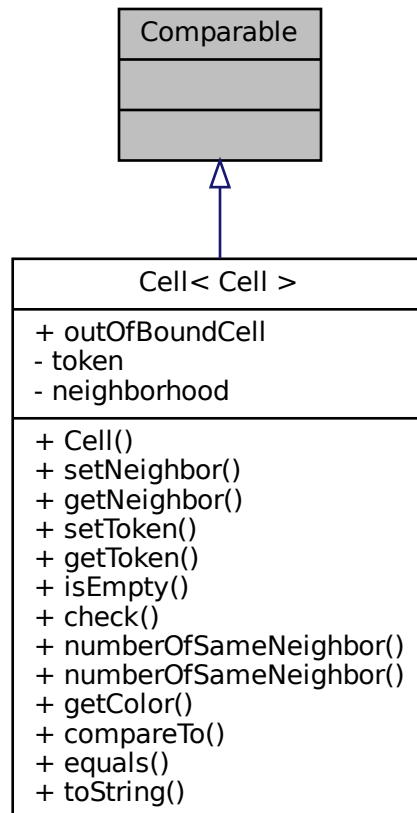 Comparable
Cell< Cell >
+ outOfBoundCell
- token
- neighborhood
+ Cell()
+ setNeighbor()
+ getNeighbor()
+ setToken()
+ getToken()
+ isEmpty()
+ check()
+ numberOfSameNeighbor()
+ numberOfSameNeighbor()
+ getColor()
+ compareTo()
+ equals()
+ toString()